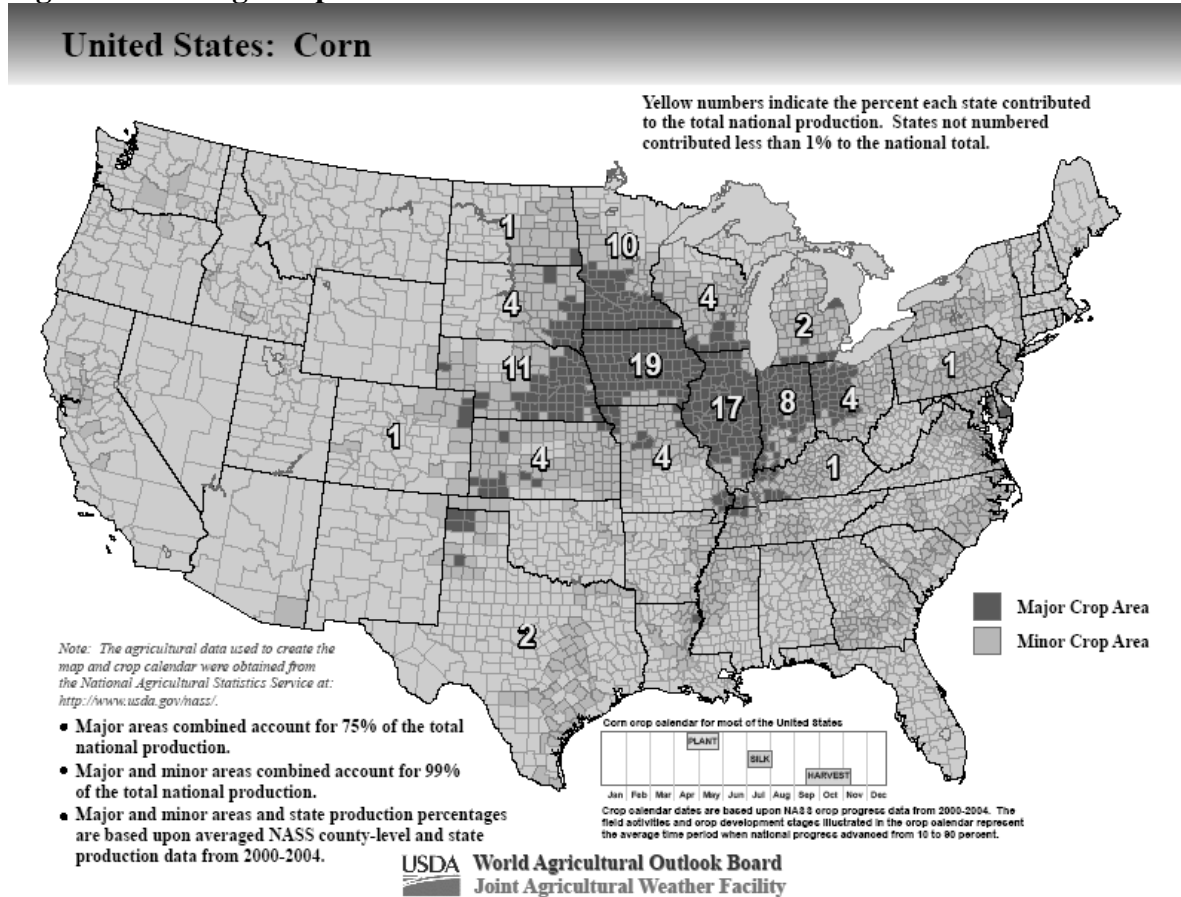 United States: Corn
Yellow numbers indicate the percent each state contributed
to the total national production. States not numbered
contributed less than 1% to the national total.
1
10
4
4
2
11
19
1
17
8
4
1
4
4
1
2
Major Crop Area
Minor Crop Area
Note: The agricultural data used to create the
map and crop calendar were obtained from
the National Agricultural Statistics Service at:
http://www.usda.gov/nass/.
• Major areas combined account for 75% of the total
national production.
• Major and minor areas combined account for 99%
of the total national production.
• Major and minor areas and state production percentages
are based upon averaged NASS county-level and state
production data from 2000-2004.
Corn crop calendar for most of the United States
PLANT
SILK
HARVEST
Jan Feb Mar Apr May Jun Jul Aug Sep Oct Nov Dec
Crop calendar dates are based upon NASS crop progress data from 2000-2004. The
field activities and crop development stages illustrated in the crop calendar represent
the average time period when national progress advanced from 10 to 90 percent.
USDA World Agricultural Outlook Board
Joint Agricultural Weather Facility